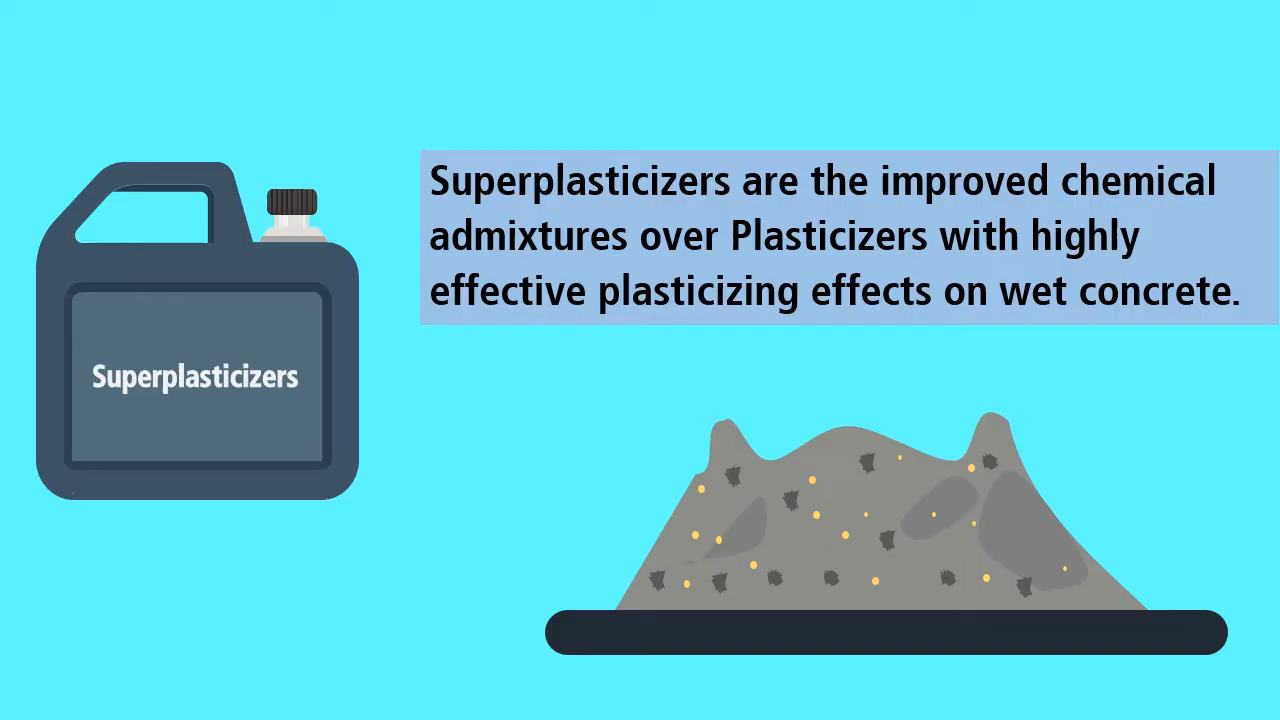 Superplasticizers are the improved chemical
admixtures over Plasticizers with highly
effective plasticizing effects on wet concrete.
Superplasticizers